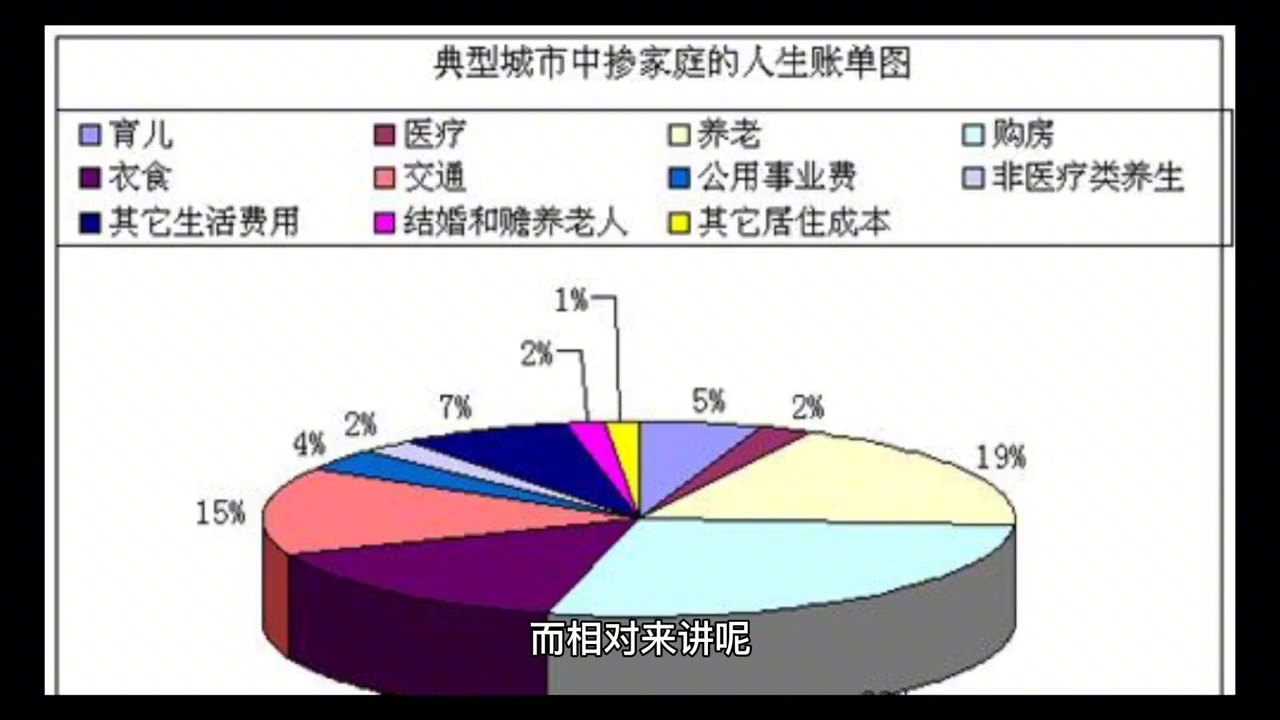 典型城市中掺家庭的人生账单图
育儿 医疗 养老 购房
衣食 交通 公用事业费 非医疗类养生
其它生活费用 结婚和赡养老人 其它居住成本
1%
2%
7% 5% 2%
4% 2%
19%
15%
而相对来讲呢